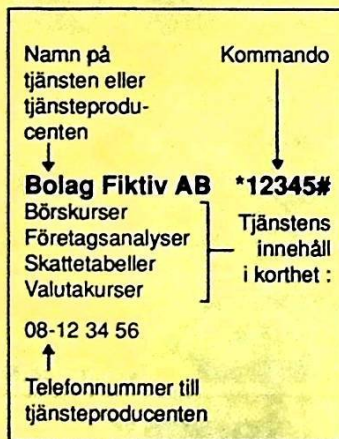 Namn på
tjänsten eller
tjänsteprodu-
centen
Kommando
Bolag Fiktiv AB *12345#
Börskurser
Företagsanalyser
Skattetabeller
Valutakurser
Tjänstens
innehåll
i korthet :
08-12 34 56
Telefonnummer till
tjänsteproducenten